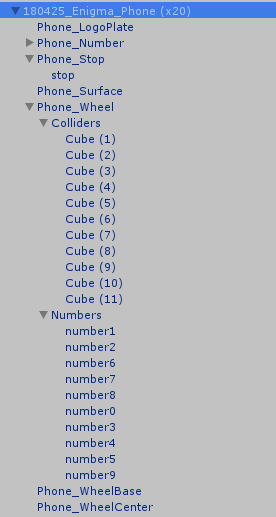 180425_Enigma_Phone (x20)
Phone_LogoPlate
Phone_Number
Phone_Stop
stop
Phone_Surface
Phone_Wheel
Colliders
Cube (1)
Cube (2)
Cube (3)
Cube (4)
Cube (5)
Cube (6)
Cube (7)
Cube (8)
Cube (9)
Cube (10)
Cube (11)
Numbers
number1
number2
number6
number7
number8
number0
number3
number4
number5
number9
Phone_WheelBase
Phone_WheelCenter